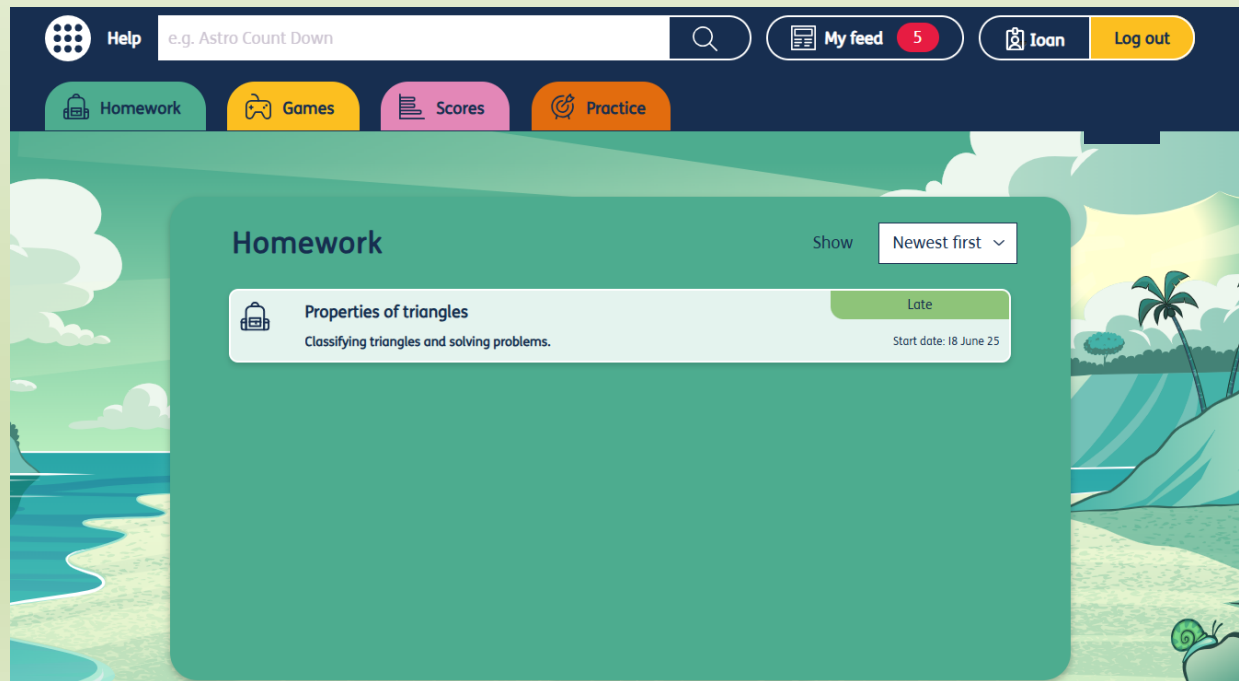 Help
e.g. Astro Count Down
My feed 5
Ioan
Log out
Homework
Games
Scores
Practice
Homework
Show
Newest first
Properties of triangles
Late
Classifying triangles and solving problems.
Start date: 18 June 25